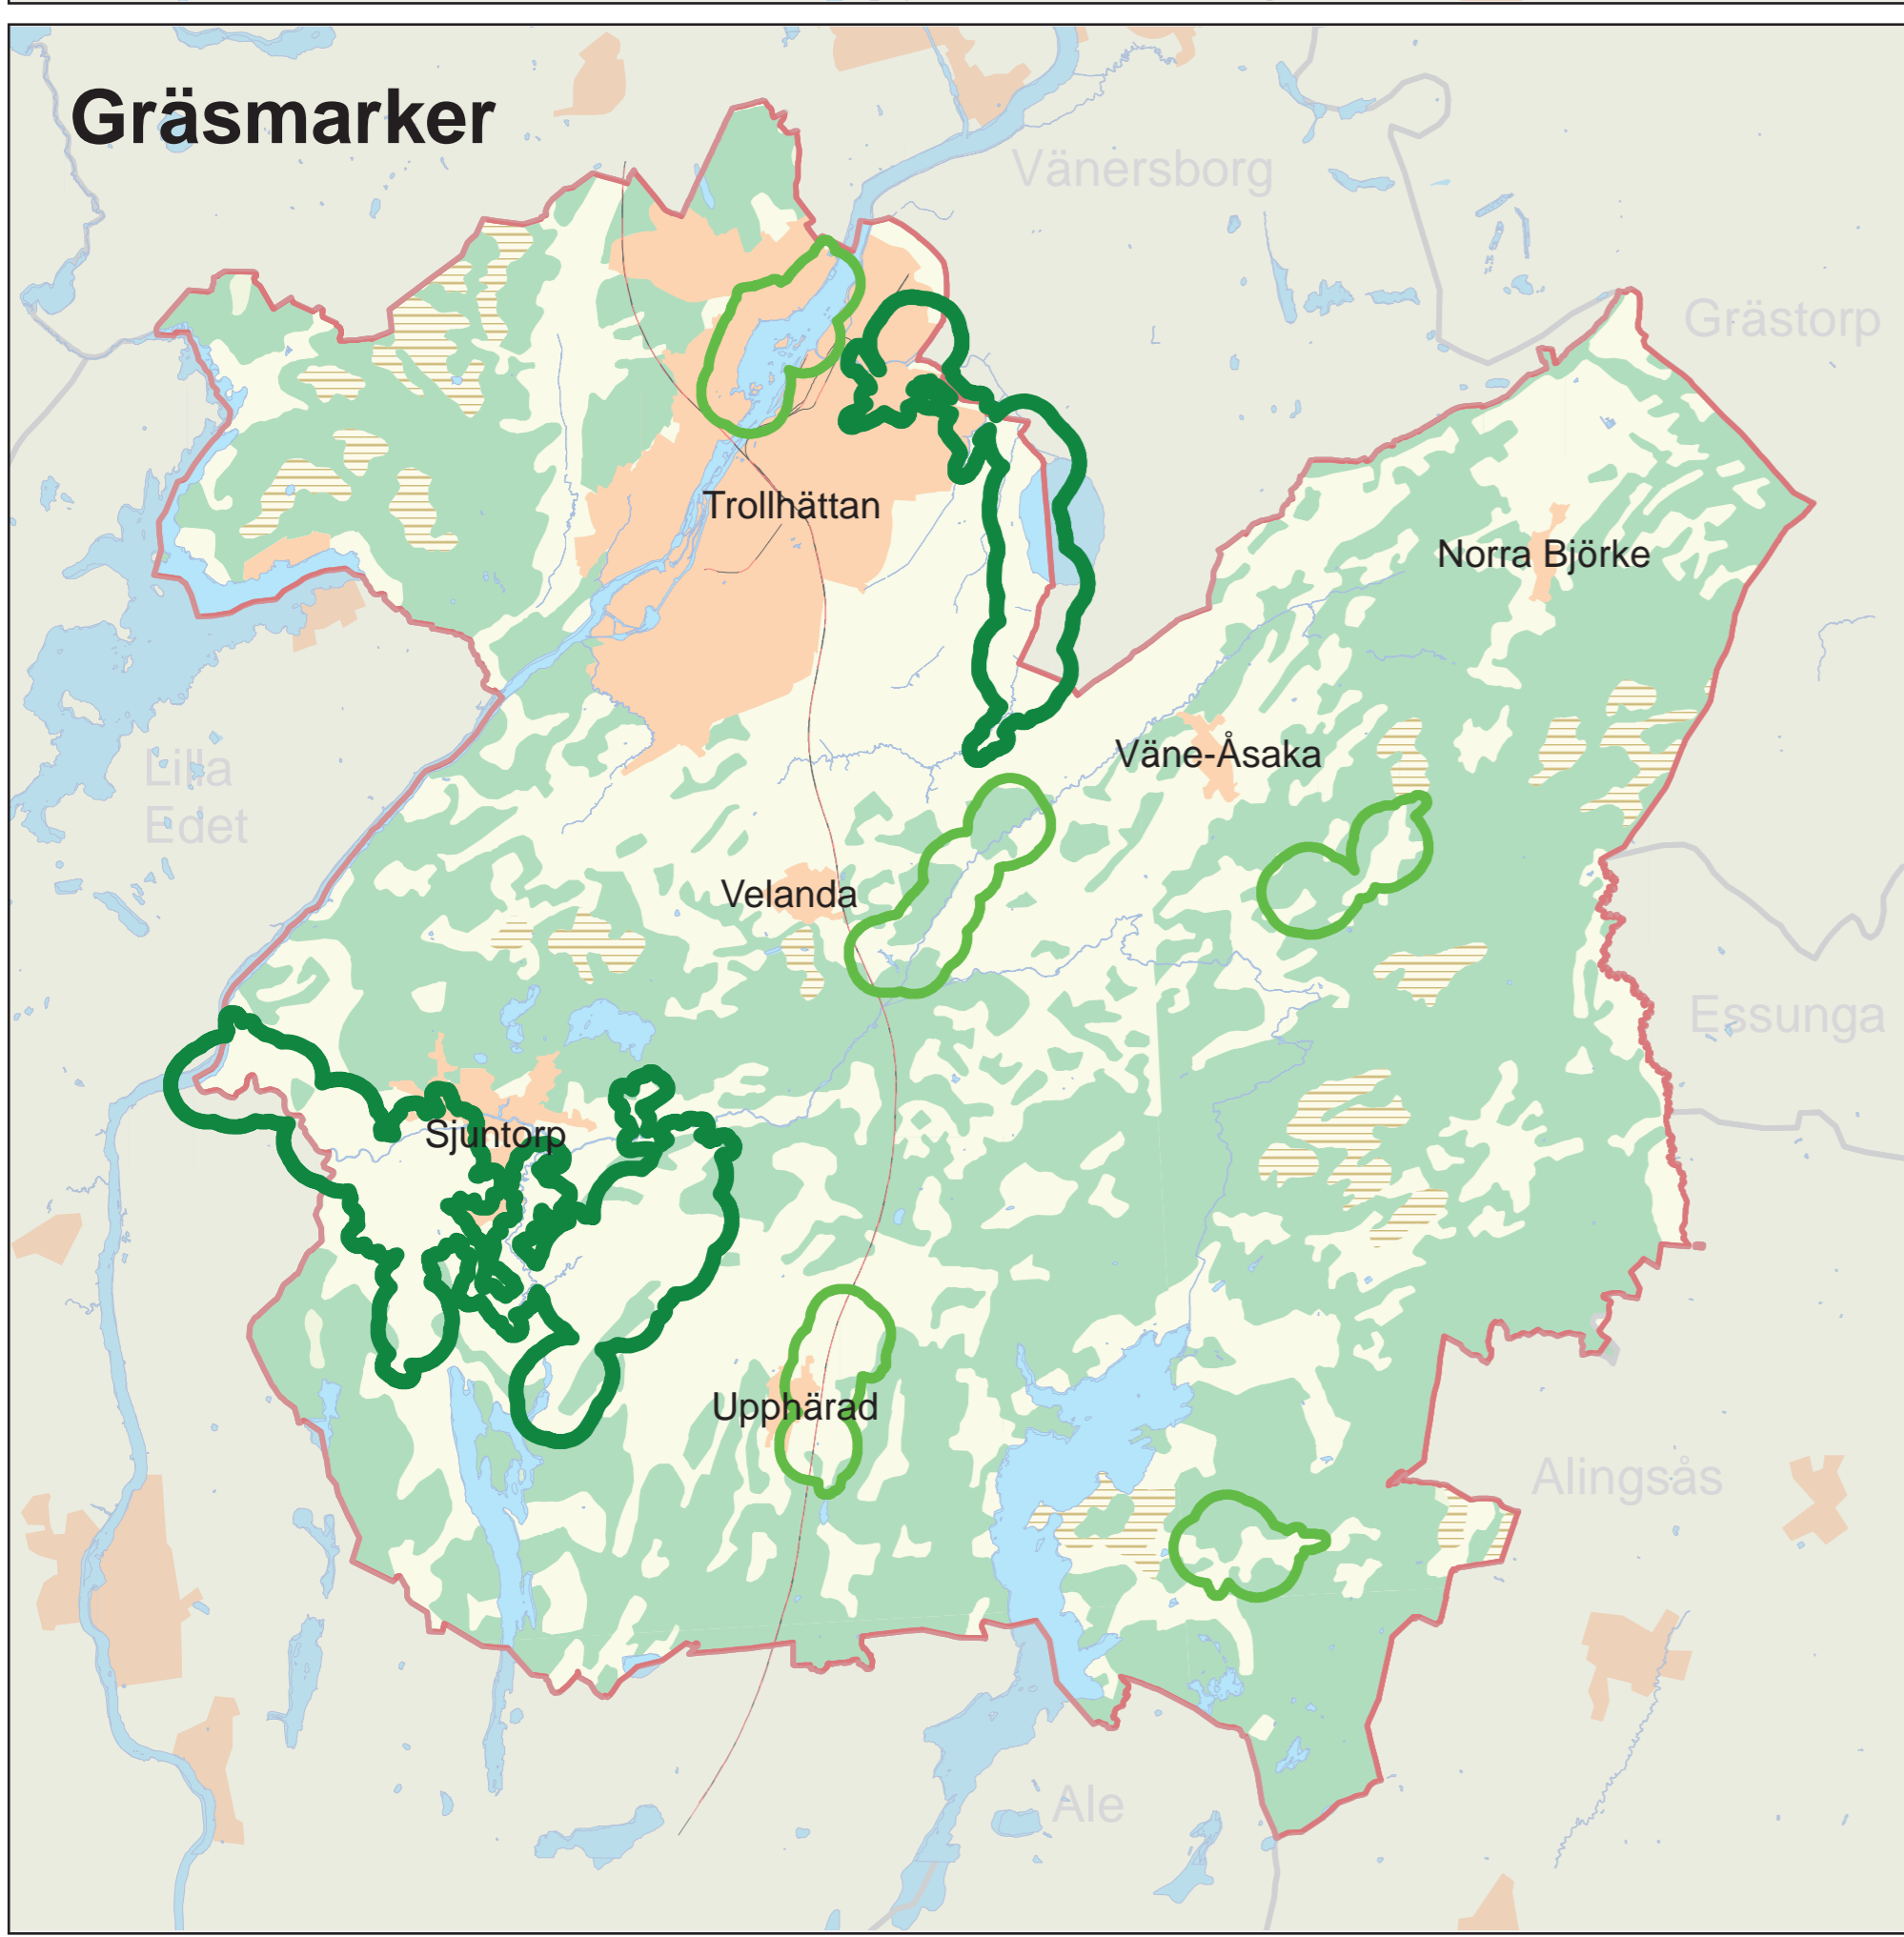 Gräsmarker
Vänersborg
Grästorp
Trollhättan
Norra Björke
Lilla
Edet
Väne-Åsaka
Velanda
Essunga
Sjuntorp
Upphärad
Alingsås
Ale